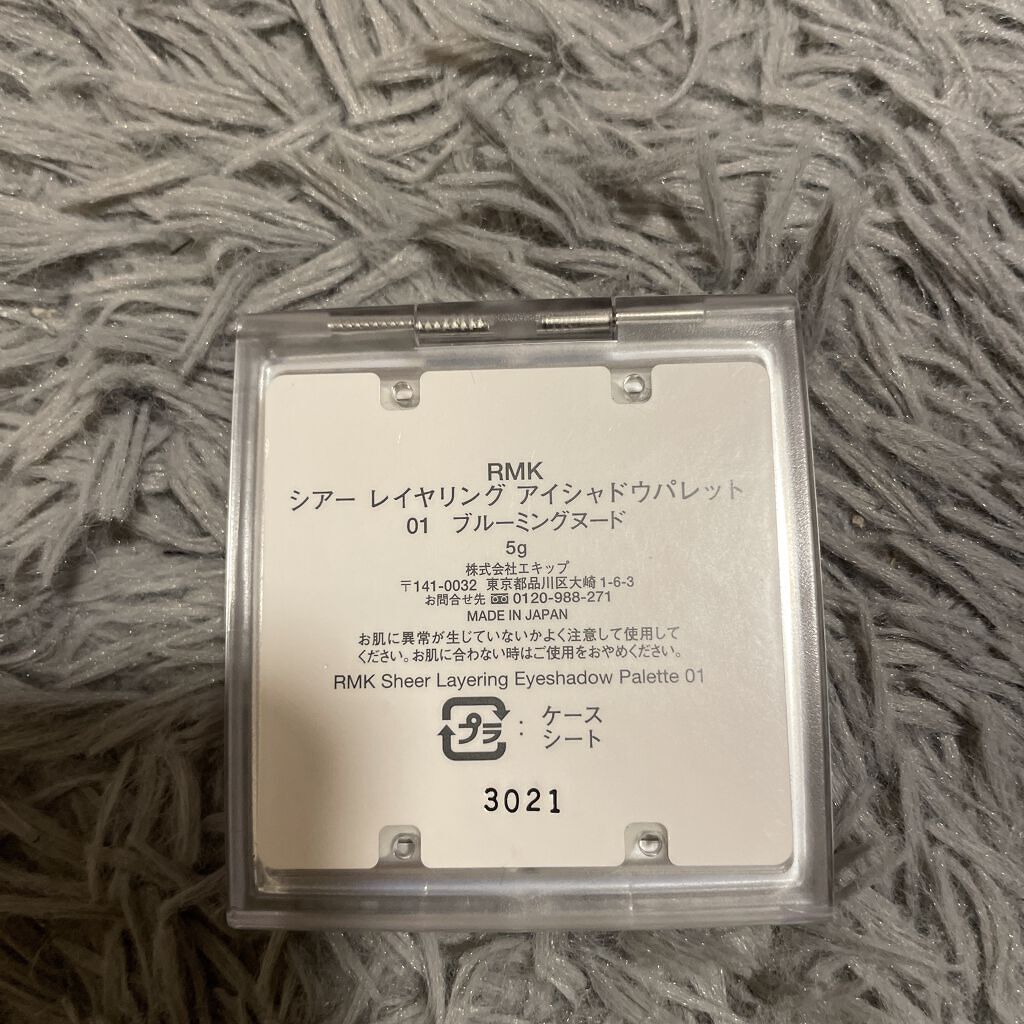 RMK
シアー レイヤリング アイシャドウパレット
01 ブルーミングヌード
5g
株式会社エキップ
〒141-0032 東京都品川区大崎1-6-3
お問合せ先 0120-988-271
MADE IN JAPAN
お肌に異常が生じていないかよく注意して使用して
ください。お肌に合わない時はご使用をおやめください。
RMK Sheer Layering Eyeshadow Palette 01
プラ : ケース
シート
3021